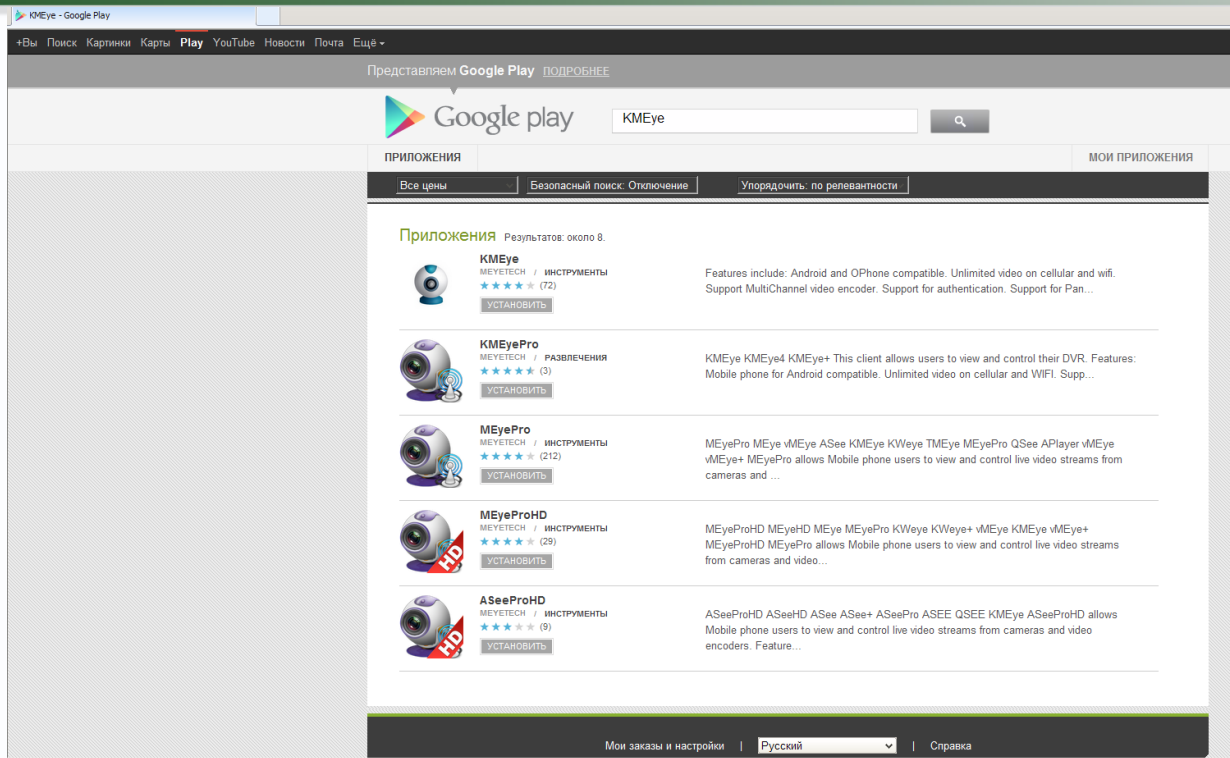 KMEye - Google Play
+Вы Поиск Картинки Карты Play YouTube Новости Почта Ещё
Представляем Google Play ПОДРОБНЕЕ
Google play KMEye
ПРИЛОЖЕНИЯ МОИ ПРИЛОЖЕНИЯ
Все цены Безопасный поиск: Отключение Упорядочить: по релевантности
Приложения Результатов: около 8.
KMEye
MEYETECH / ИНСТРУМЕНТЫ
(72)
УСТАНОВИТЬ
Features include: Android and OPhone compatible. Unlimited video on cellular and wifi.
Support MultiChannel video encoder. Support for authentication. Support for Pan...
KMEyePro
MEYETECH / РАЗВЛЕЧЕНИЯ
(3)
УСТАНОВИТЬ
KMEye KMEye4 KMEye+ This client allows users to view and control their DVR. Features:
Mobile phone for Android compatible. Unlimited video on cellular and WIFI. Supp...
MEyePro
MEYETECH / ИНСТРУМЕНТЫ
(212)
УСТАНОВИТЬ
MEyePro MEye vMEye ASee KMEye KWeye TMEye MEyePro QSee APlayer vMEye
vMEye+ MEyePro allows Mobile phone users to view and control live video streams from
cameras and ...
MEyeProHD
MEYETECH / ИНСТРУМЕНТЫ
(29)
УСТАНОВИТЬ
HD
MEyeProHD MEyeHD MEye MEyePro KWeye KWeye+ vMEye KMEye vMEye+
MEyeProHD MEyePro allows Mobile phone users to view and control live video streams
from cameras and video...
ASeeProHD
MEYETECH / ИНСТРУМЕНТЫ
(9)
УСТАНОВИТЬ
HD
ASeeProHD ASeeHD ASee ASee+ ASeePro ASEE QSEE KMEye ASeeProHD allows
Mobile phone users to view and control live video streams from cameras and video
encoders. Feature...
Мои заказы и настройки | Русский | Справка